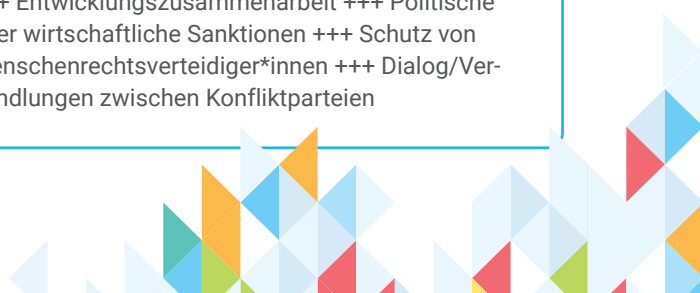 + Entwicklungszusammenarbeit +++ Politische
er wirtschaftliche Sanktionen +++ Schutz von
enschenrechtsverteidiger*innen +++ Dialog/Ver-
ndlungen zwischen Konfliktparteien